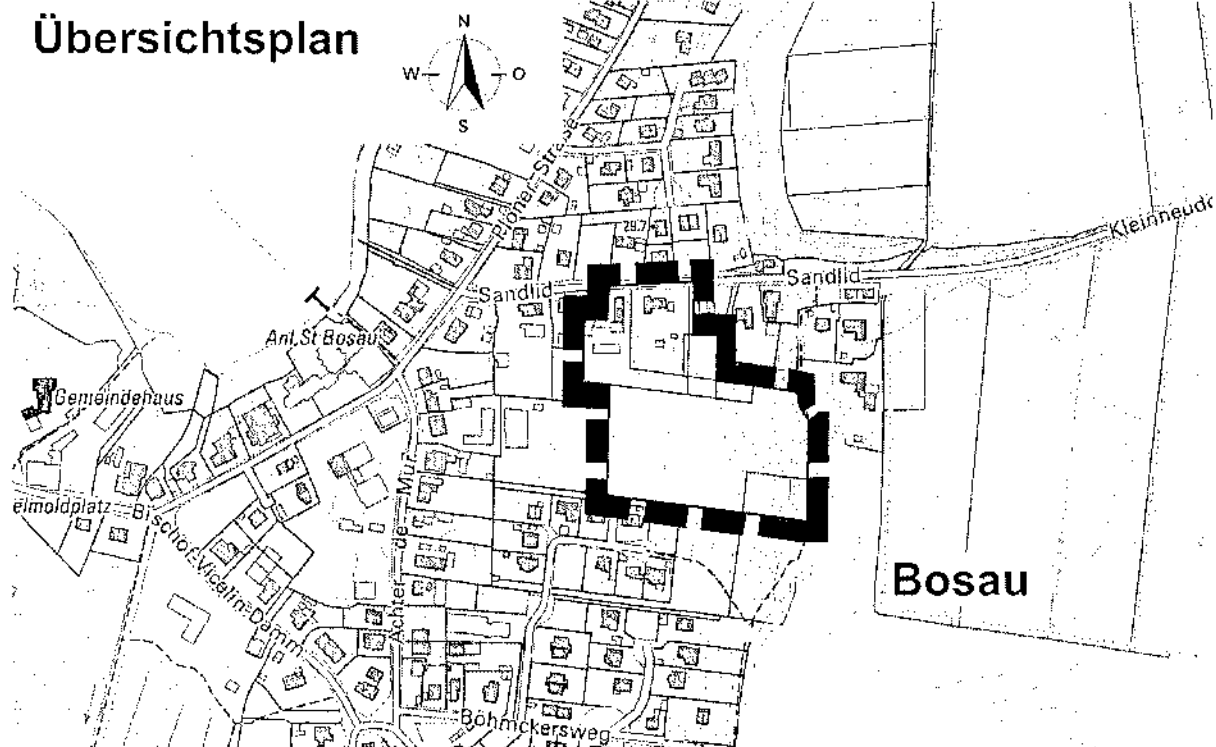 Übersichtsplan
N
W
O
S
Plöner Straße
29.7
Kleinneudo
Sandlid
Sandlid
Anl.St Bosau
Gemeindehaus
elmoldplatz
Bischof-Vicelin-Damm
Achter de Mur
Bosau
Böhmckersweg